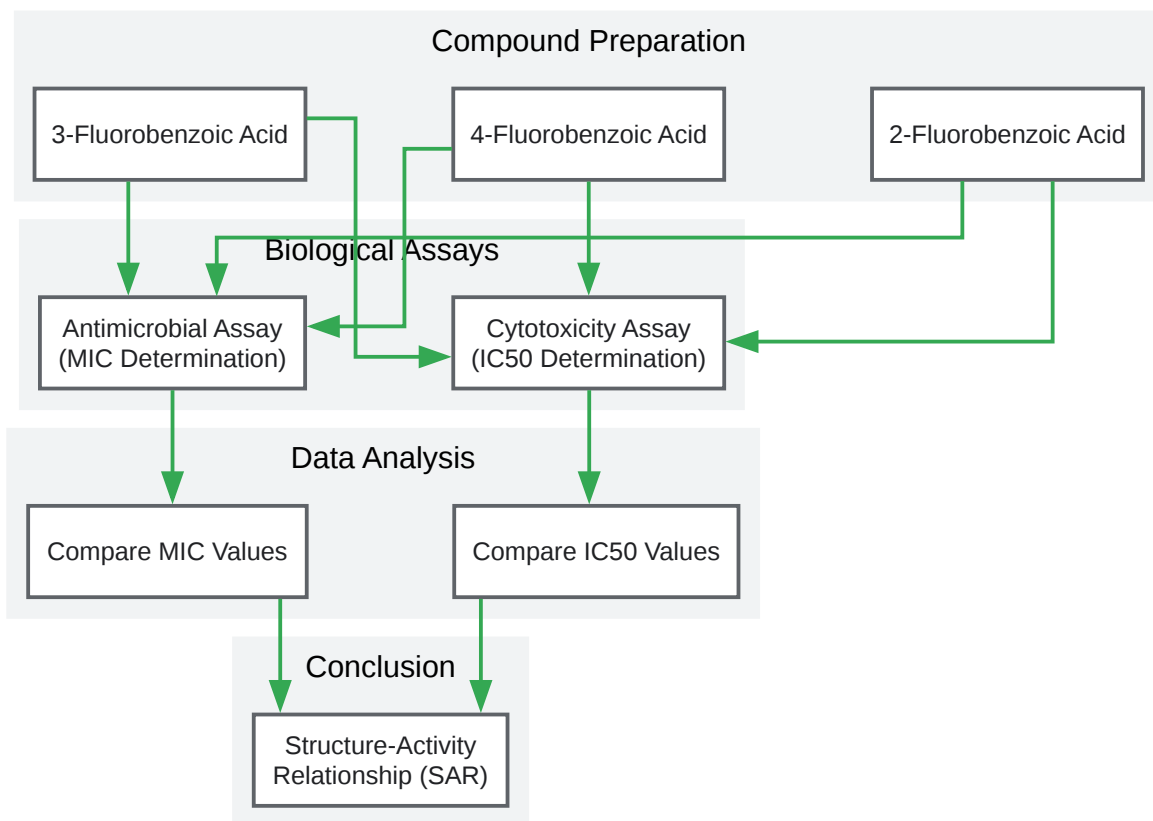 Compound Preparation
3-Fluorobenzoic Acid
4-Fluorobenzoic Acid
2-Fluorobenzoic Acid
Biological Assays
Antimicrobial Assay
(MIC Determination)
Cytotoxicity Assay
(IC50 Determination)
Data Analysis
Compare MIC Values
Compare IC50 Values
Conclusion
Structure-Activity
Relationship (SAR)